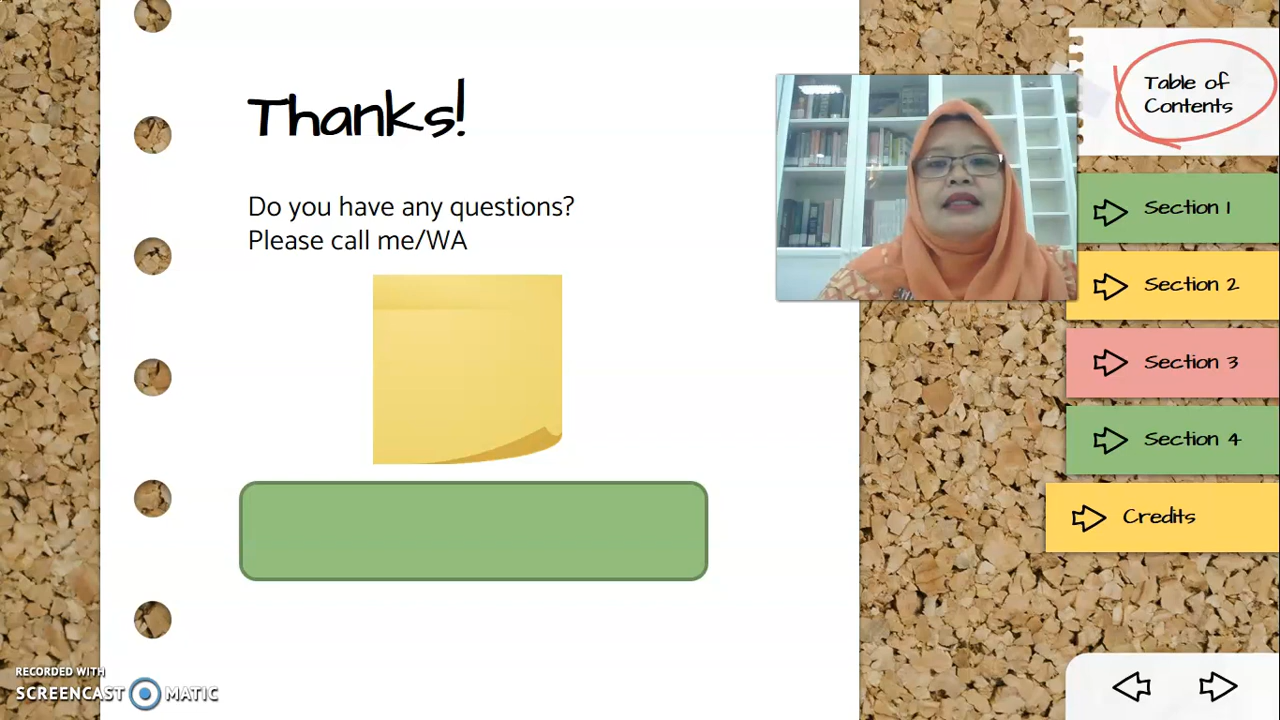 Thanks!
Do you have any questions?
Please call me/WA
Table of
Contents
Section 1
Section 2
Section 3
Section 4
Credits
RECORDED WITH
SCREENCAST MATIC